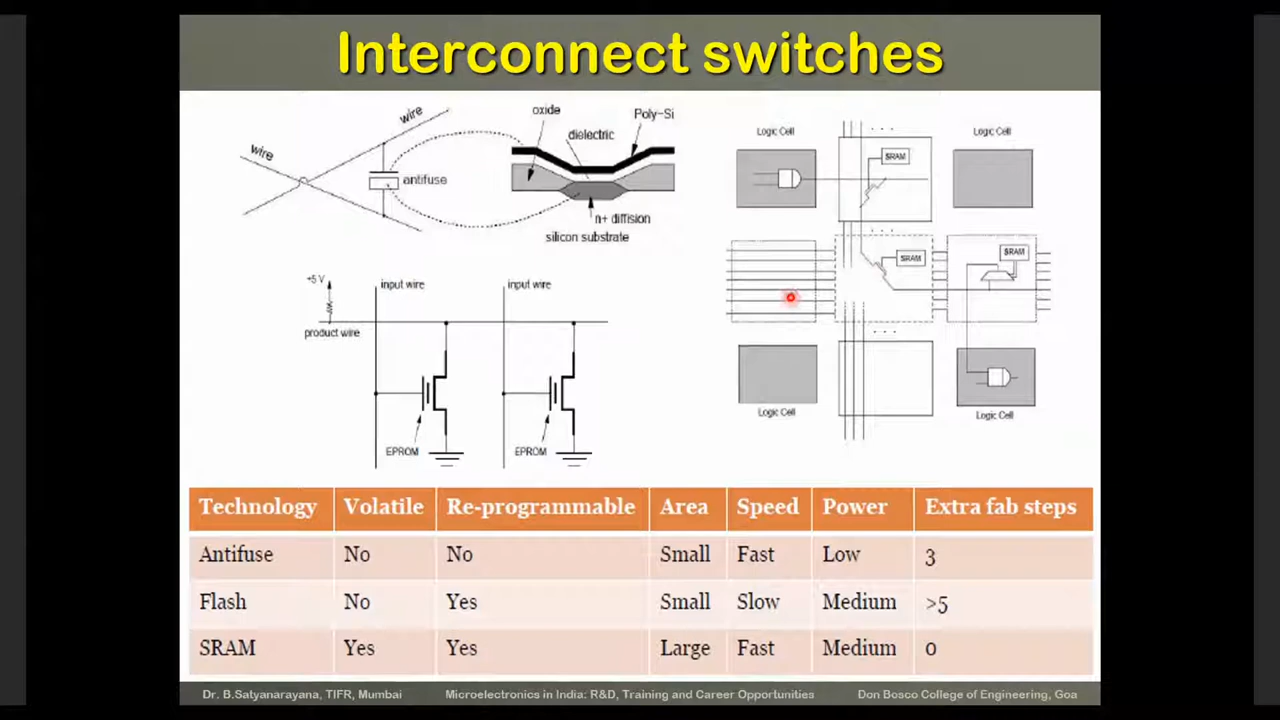 Interconnect switches
wire
wire
antifuse
oxide
dielectric
Poly-Si
n+ diffision
silicon substrate
+5 V
product wire
input wire
input wire
EPROM
EPROM
Logic Cell
Logic Cell
SRAM
SRAM
SRAM
Logic Cell
Logic Cell
Technology Volatile Re-programmable Area Speed Power Extra fab steps
Antifuse No No Small Fast Low 3
Flash No Yes Small Slow Medium >5
SRAM Yes Yes Large Fast Medium 0
Dr. B.Satyanarayana, TIFR, Mumbai Microelectronics in India: R&D, Training and Career Opportunities Don Bosco College of Engineering, Goa